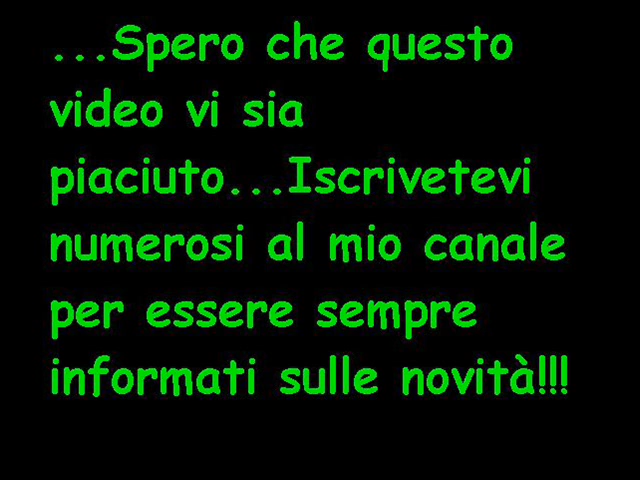 ...Spero che questo
video vi sia
piaciuto...Iscrivetevi
numerosi al mio canale
per essere sempre
informati sulle novità!!!